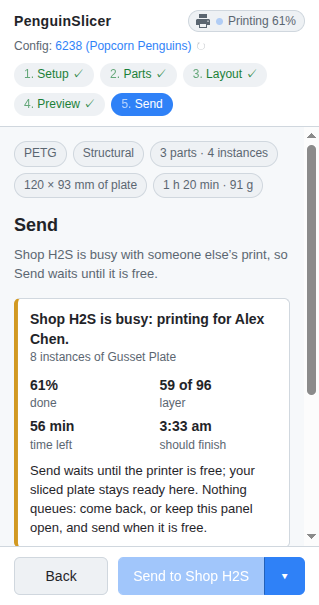 PenguinSlicer
Printing 61%
Config: 6238 (Popcorn Penguins)
1. Setup ✓
2. Parts ✓
3. Layout ✓
4. Preview ✓
5. Send
PETG
Structural
3 parts · 4 instances
120 × 93 mm of plate
1 h 20 min · 91 g
Send
Shop H2S is busy with someone else's print, so
Send waits until it is free.
Shop H2S is busy: printing for Alex
Chen.
8 instances of Gusset Plate
61%
done
59 of 96
layer
56 min
time left
3:33 am
should finish
Send waits until the printer is free; your
sliced plate stays ready here. Nothing
queues: come back, or keep this panel
open, and send when it is free.
Back
Send to Shop H2S